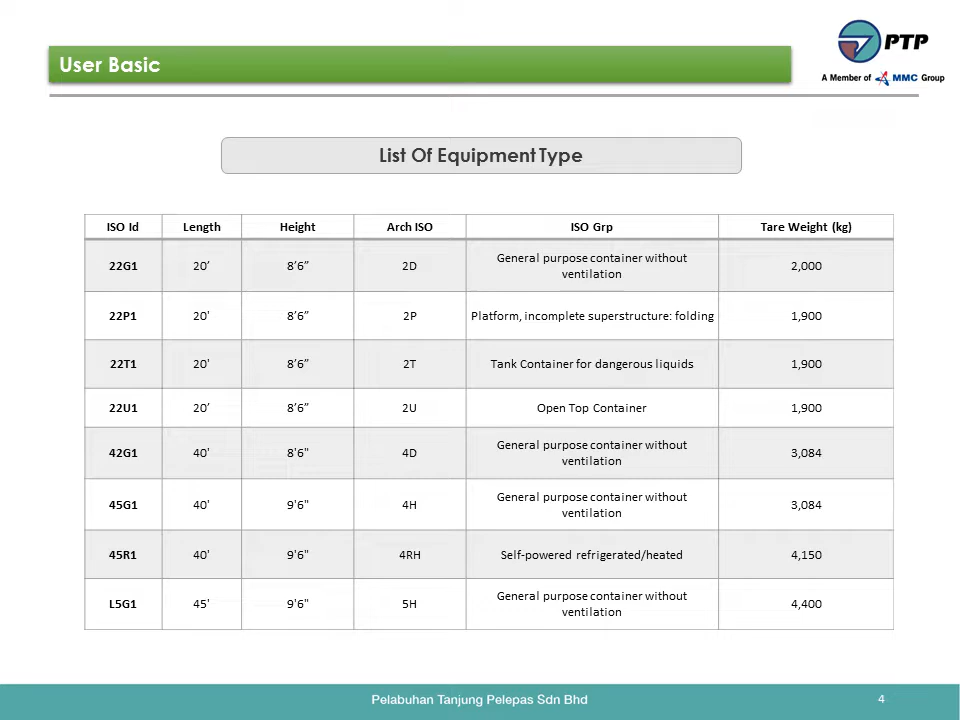 PTP
A Member of MMC Group
User Basic
List Of Equipment Type
ISO Id Length Height Arch ISO ISO Grp Tare Weight (kg)
22G1 20’ 8’6” 2D General purpose container without ventilation 2,000
22P1 20' 8’6” 2P Platform, incomplete superstructure: folding 1,900
22T1 20' 8’6” 2T Tank Container for dangerous liquids 1,900
22U1 20’ 8’6” 2U Open Top Container 1,900
42G1 40' 8'6" 4D General purpose container without ventilation 3,084
45G1 40' 9'6" 4H General purpose container without ventilation 3,084
45R1 40' 9'6" 4RH Self-powered refrigerated/heated 4,150
L5G1 45' 9'6" 5H General purpose container without ventilation 4,400
Pelabuhan Tanjung Pelepas Sdn Bhd 4